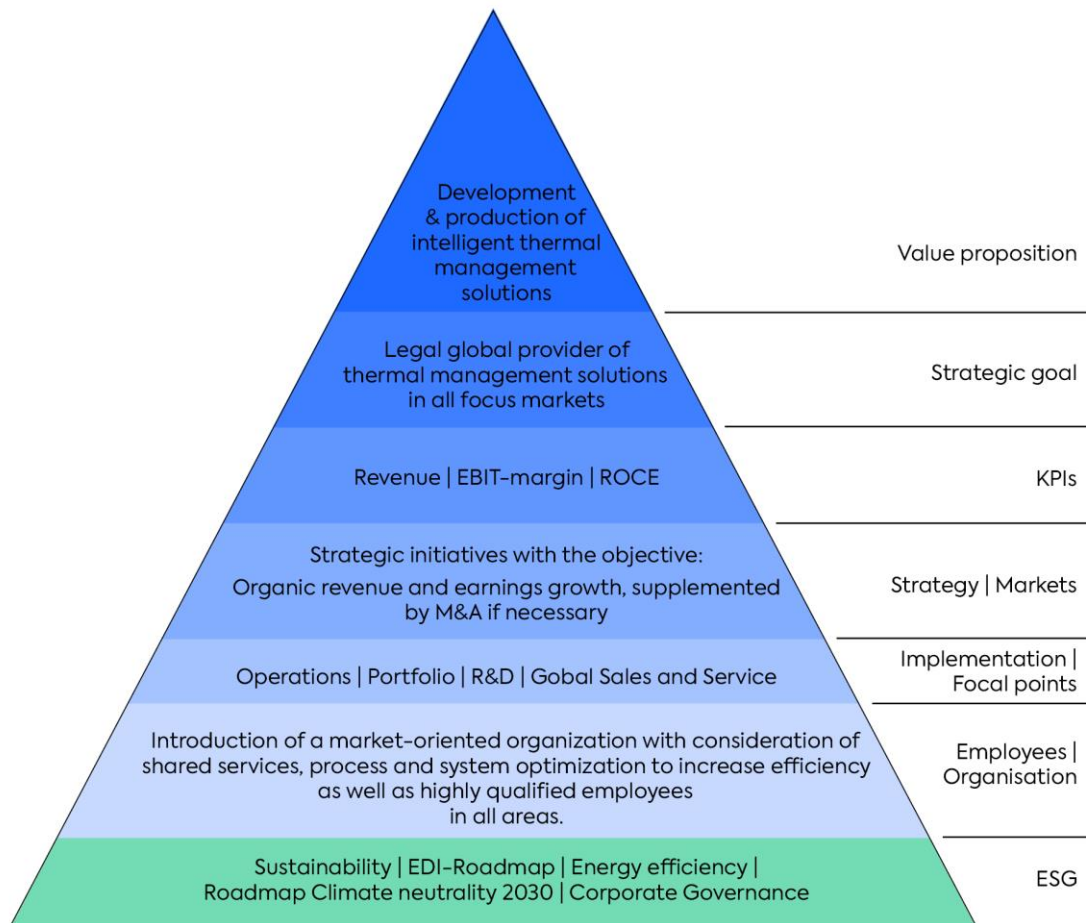 Development
& production of
intelligent thermal
management
solutions
Value proposition
Legal global provider of
thermal management solutions
in all focus markets
Strategic goal
Revenue | EBIT-margin | ROCE
KPIs
Strategic initiatives with the objective:
Organic revenue and earnings growth, supplemented
by M&A if necessary
Strategy | Markets
Operations | Portfolio | R&D | Gobal Sales and Service
Implementation |
Focal points
Introduction of a market-oriented organization with consideration of
shared services, process and system optimization to increase efficiency
as well as highly qualified employees
in all areas.
Employees |
Organisation
Sustainability | EDI-Roadmap | Energy efficiency |
Roadmap Climate neutrality 2030 | Corporate Governance
ESG